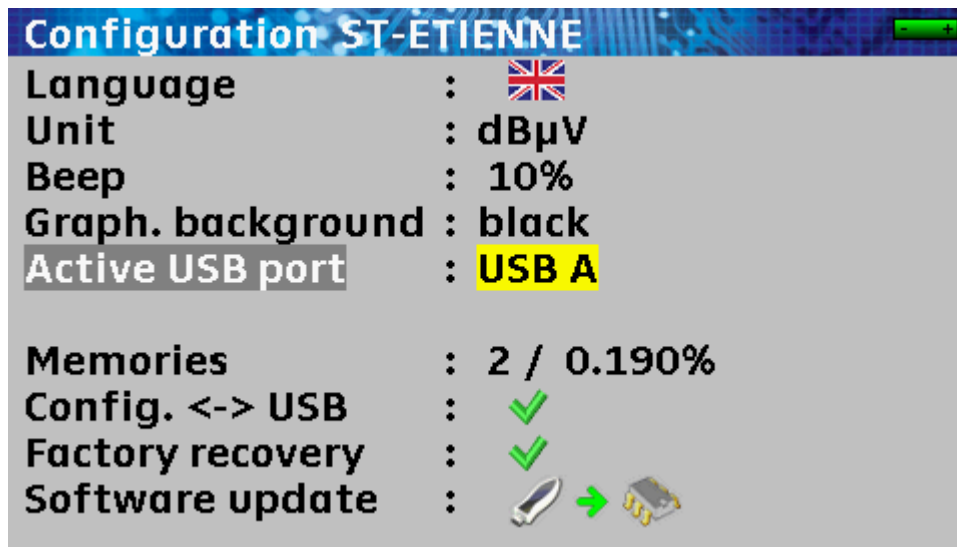 Configuration ST-ETIENNE
Language :
Unit : dBµV
Beep : 10%
Graph. background : black
Active USB port : USB A
Memories : 2 / 0.190%
Config. <-> USB :
Factory recovery :
Software update :